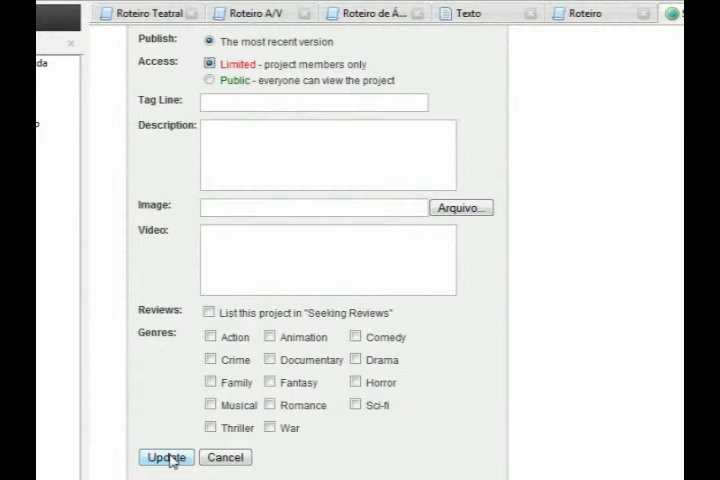 Roteiro Teatral
Roteiro A/V
Roteiro de Á...
Texto
Roteiro
Publish: The most recent version
Access: Limited - project members only
Public - everyone can view the project
Tag Line:
Description:
Image: Arquivo...
Video:
Reviews: List this project in "Seeking Reviews"
Genres: Action Animation Comedy
Crime Documentary Drama
Family Fantasy Horror
Musical Romance Sci-fi
Thriller War
Update Cancel